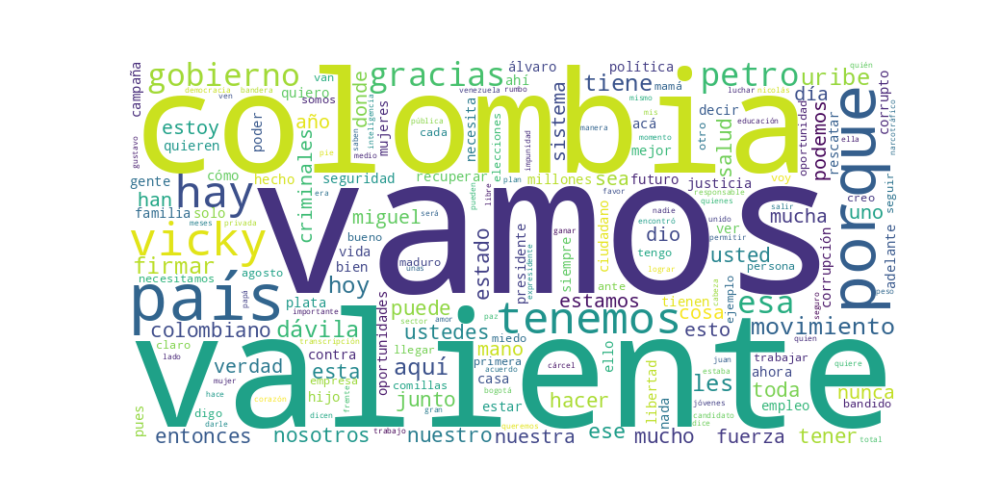 campaña
gobierno
van
gracias
álvaro
política
petro
uribe
quién
democracia
bandera
quiero
donde
ahí
tiene
mamá
día
corrupto
ven
somos
inteligencia
venezuela
rumbo
mismo
luchar
nicolás
colombia
estoy
poder
año
mujeres
cada
necesita
sistema
acá
decir
otro
salud
educación
oportunidad
podemos
rescatar
quieren
criminales
saben
pública
elecciones
manera
mis
momento
mejor
ella
narcotráfico
gustavo
pie
medio
impunidad
gente
cómo
hecho
seguridad
recuperar
millones
sea
futuro
justicia
voy
creo
seguir
han
hay
era
pueden
plan
libre
favor
responsable
quienes
porque
familia
solo
miguel
será
ganar
nadie
unido
salir
mucha
uno
meses
privada
bueno
encontró
permitir
ver
vicky
vamos
vida
estado
presidente
expresidente
siempre
ciudadano
dio
tengo
usted
corrupción
adelante
firmar
hoy
bien
maduro
unas
lograr
persona
necesitamos
agosto
ante
cabeza
seguro
peso
país
papá
plata
importante
oportunidades
puede
estamos
tienen
cosa
esa
ejemplo
colombiano
dávila
sector
amor
paz
tenemos
esto
movimiento
ustedes
miedo
claro
transcripción
mano
ello
juan
quien
lado
verdad
contra
llegar
acuerdo
primera
cárcel
estaba
trabajar
quiere
esta
aquí
casa
bogotá
les
ahora
mujer
empresa
comillas
valiente
jóvenes
toda
nunca
hace
corazón
hijo
frente
junto
gran
estar
hacer
libertad
nada
candidato
empleo
bandido
pues
digo
darle
dicen
queremos
dice
entonces
nosotros
trabajo
nuestro
nuestra
ese
mucho
fuerza
tener
total